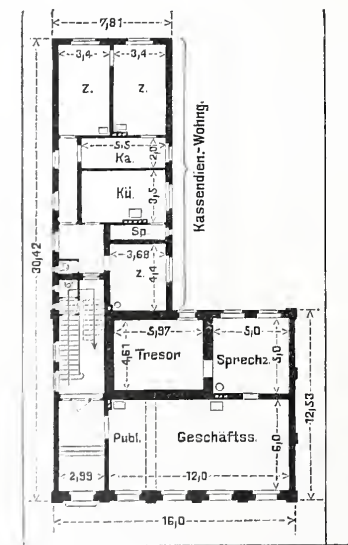 7,81
3,4 3,4
Z. Z.
5,5
Ka.
2,0
Kü.
3,5
Sp
3,68
Z.
4,4
Kassendien.-Wohng.
30,42
5,97 5,0
4,61
Tresor Sprechz.
5,0
12,53
Publ. Geschäftss.
6,0
2,99 12,0
16,0